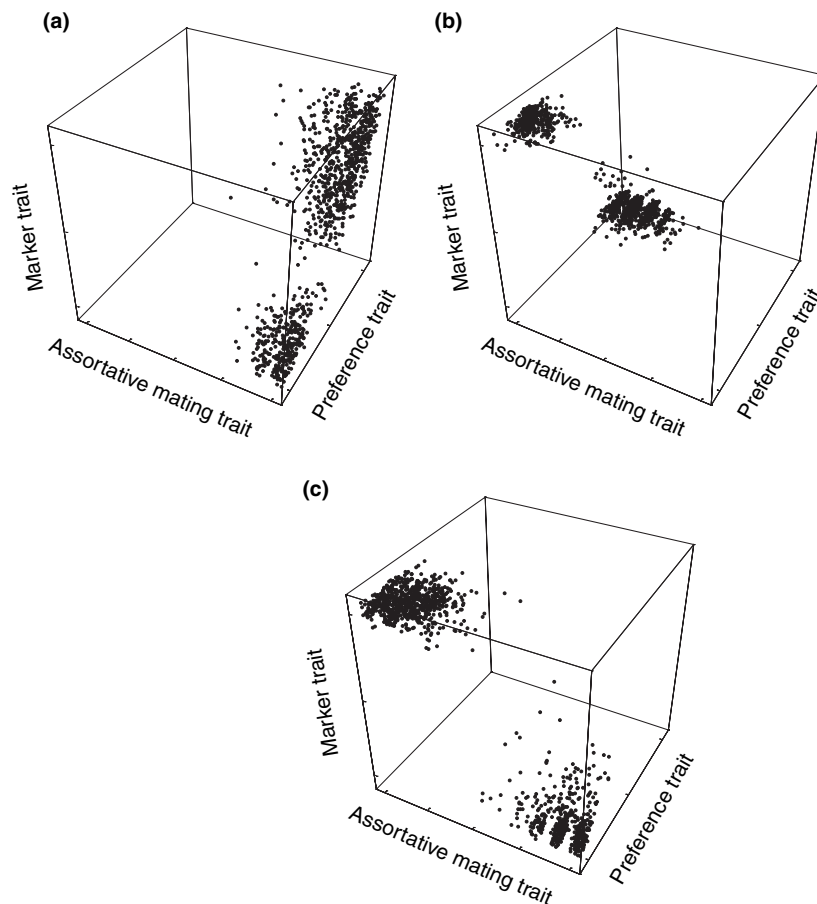 (a)
Marker trait
Assortative mating trait
Preference trait
(b)
Marker trait
Assortative mating trait
Preference trait
(c)
Marker trait
Assortative mating trait
Preference trait